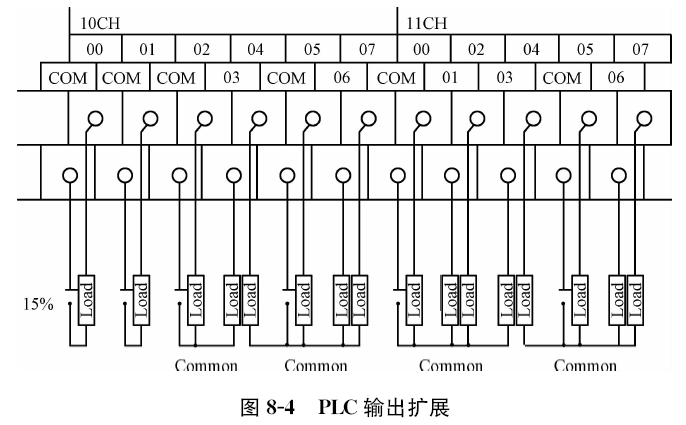 10CH 11CH
00 01 02 04 05 07 00 02 04 05 07
COM COM COM 03 COM 06 COM 01 03 COM 06
15% Load Load Load Load Load Load Load Load Load Load Load Load Load Load Load Load
Common Common Common Common
图 8-4 PLC 输出扩展